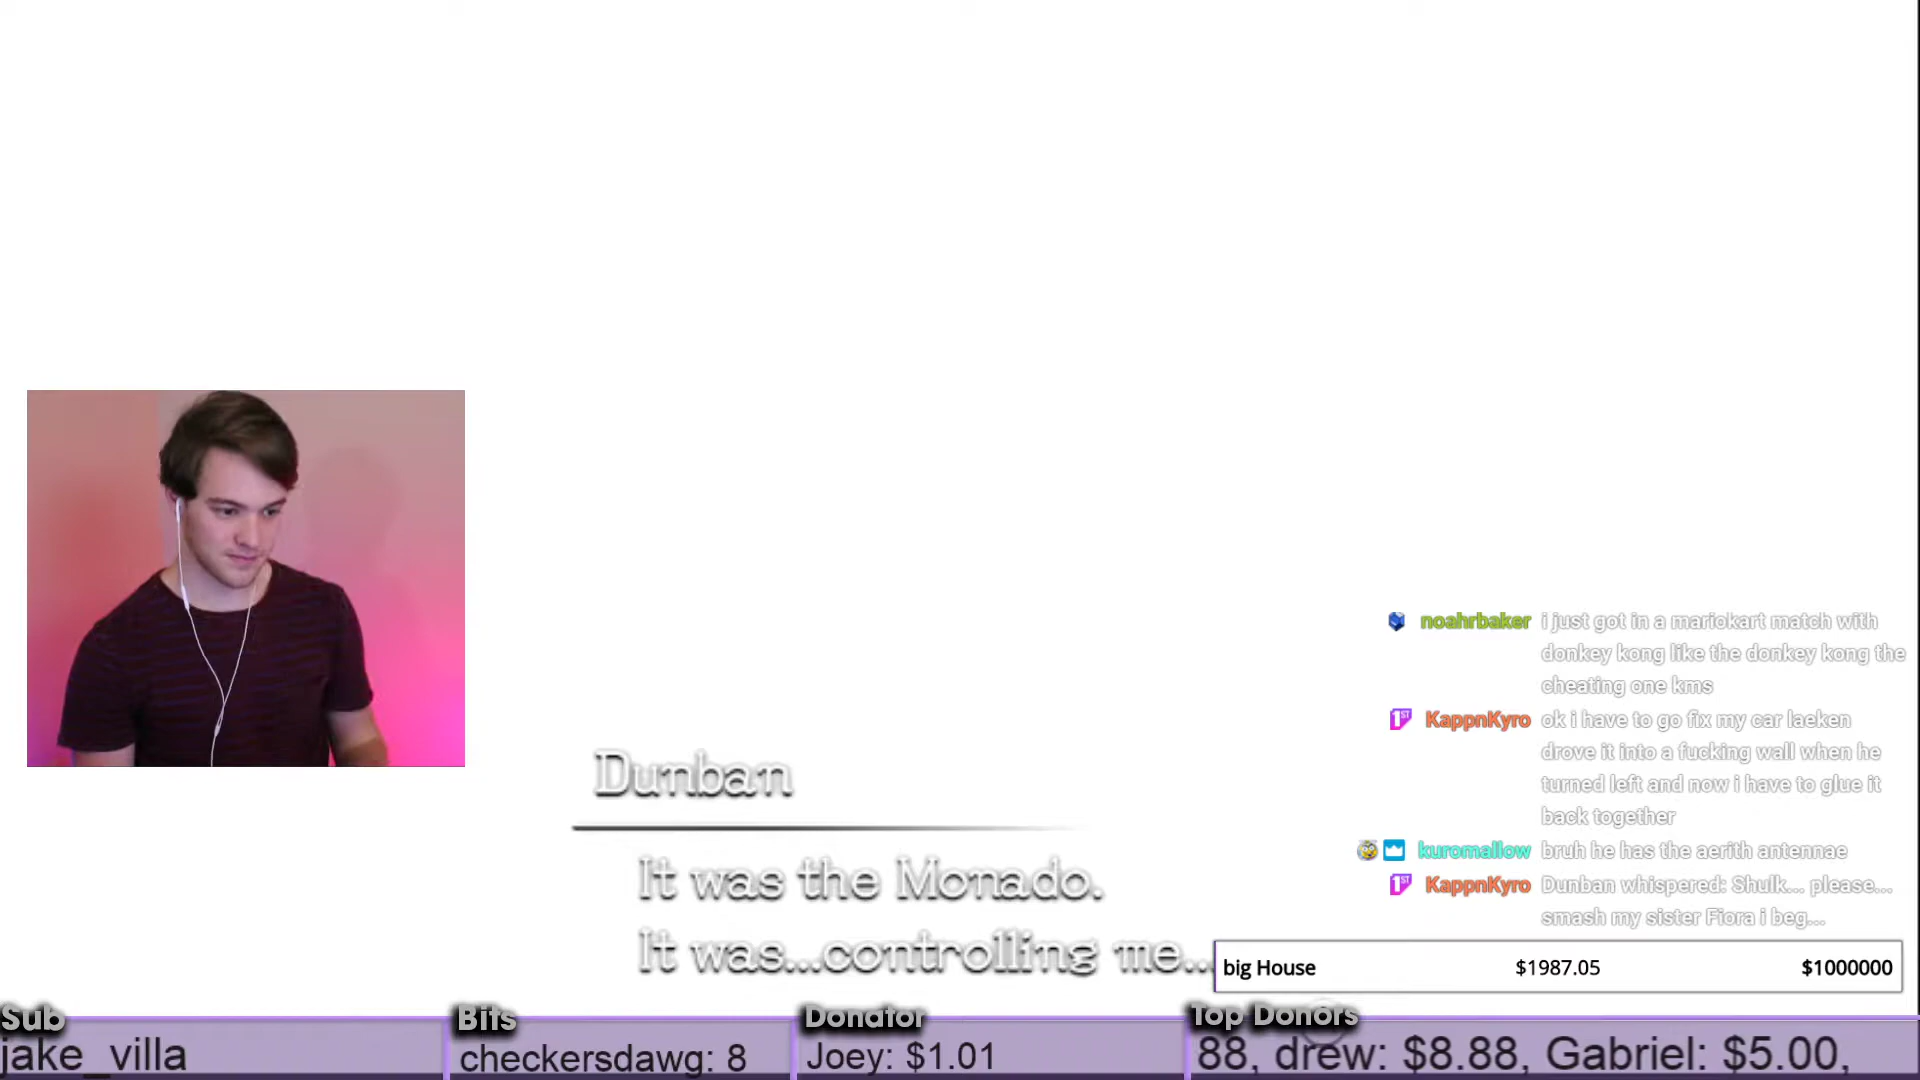 noahrbaker i just got in a mariokart match with
donkey kong like the donkey kong the
cheating one kms
1ST KappnKyro ok i have to go fix my car laeken
drove it into a fucking wall when he
turned left and now i have to glue it
back together
kuromallow bruh he has the aerith antennae
1ST KappnKyro Dunban whispered: Shulk... please...
smash my sister Fiora i beg...
Dunban
It was the Monado.
It was...controlling me...
big House $1987.05 $1000000
Sub Bits Donator Top Donors
jake_villa checkersdawg: 8 Joey: $1.01 88, drew: $8.88, Gabriel: $5.00,